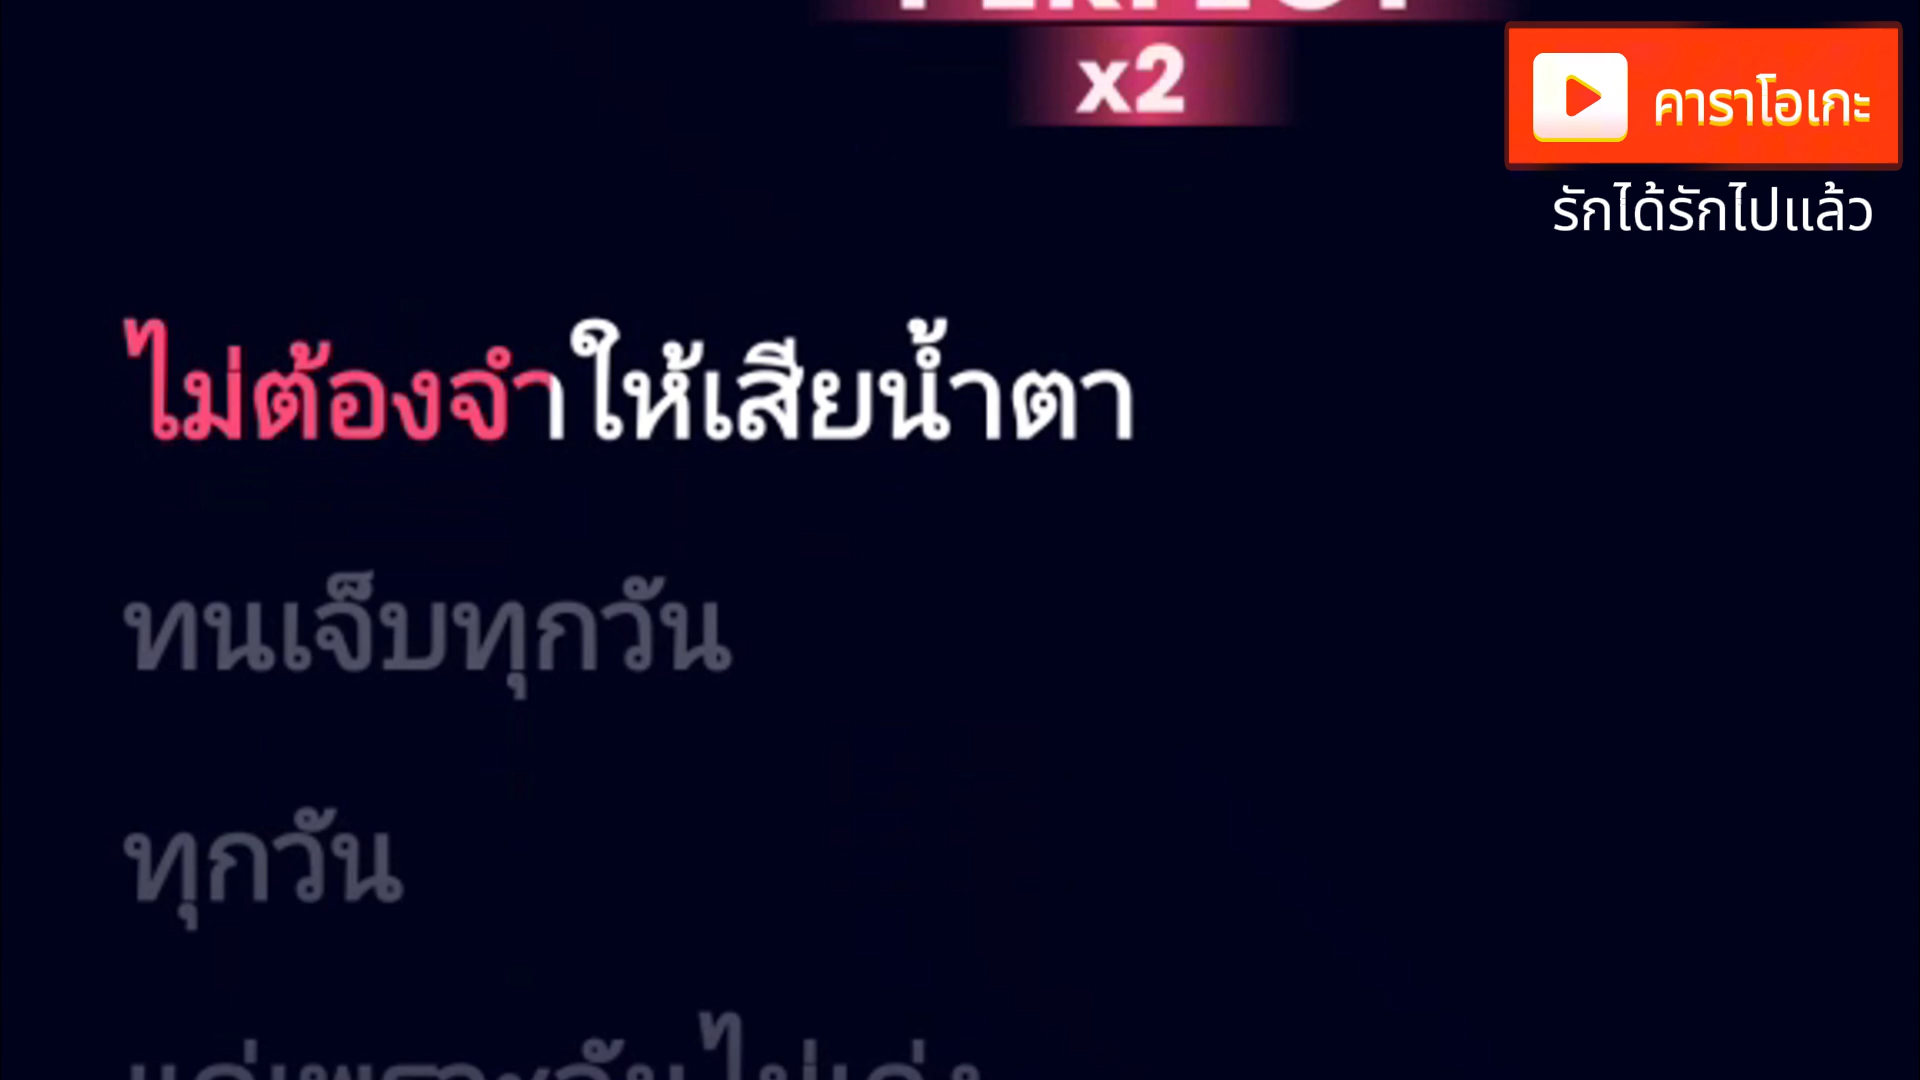 PERFECT
x2
คาราโอเกะ
รักได้รักไปแล้ว
ไม่ต้องจำให้เสียน้ำตา
ทนเจ็บทุกวัน
ทุกวัน